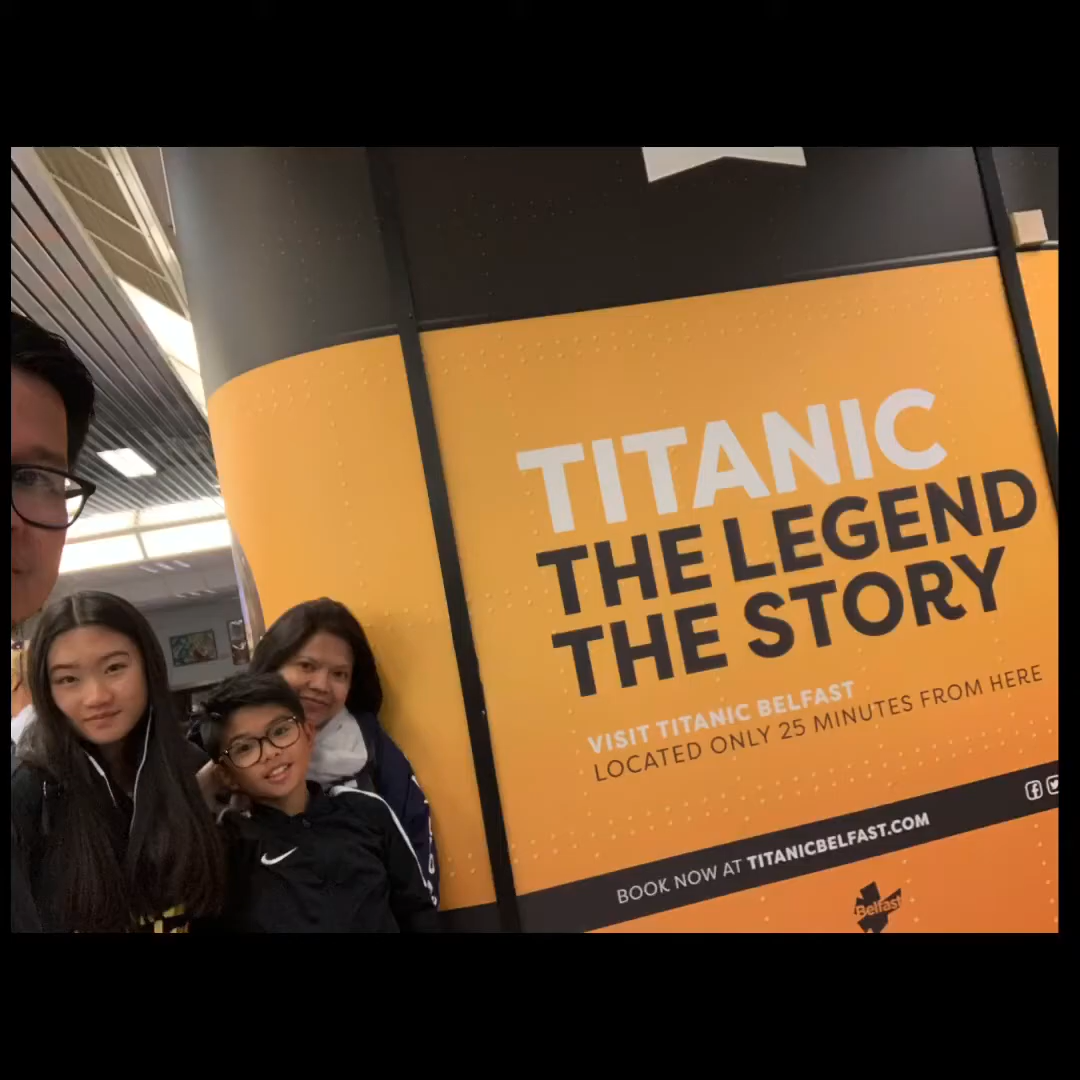 TITANIC
THE LEGEND
THE STORY
VISIT TITANIC BELFAST
LOCATED ONLY 25 MINUTES FROM HERE
BOOK NOW AT TITANICBELFAST.COM
Belfast